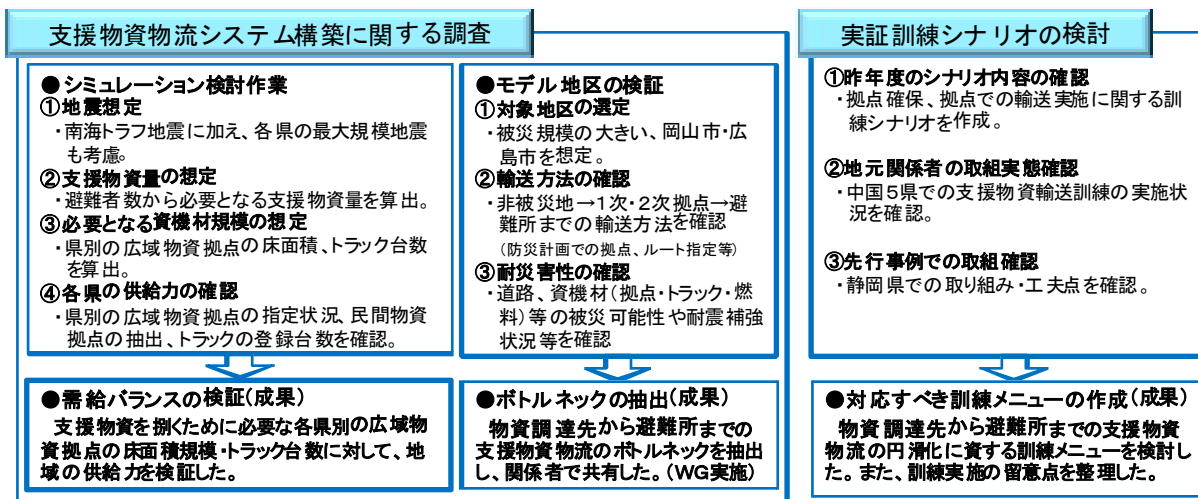 支援物資物流システム構築に関する調査
●シミュレーション検討作業
①地震想定
・南海トラフ地震に加え、各県の最大規模地震
も考慮。
②支援物資量の想定
・避難者数から必要となる支援物資量を算出。
③必要となる資機材規模の想定
・県別の広域物資拠点の床面積、トラック台数
を算出。
④各県の供給力の確認
・県別の広域物資拠点の指定状況、民間物資
拠点の抽出、トラックの登録台数を確認。
●需給バランスの検証(成果)
支援物資を捌くために必要な各県別の広域物
資拠点の床面積規模・トラック台数に対して、地
域の供給力を検証した。
●モデル地区の検証
①対象地区の選定
・被災規模の大きい、岡山市・広
島市を想定。
②輸送方法の確認
・非被災地→1次・2次拠点→避
難所までの輸送方法を確認
(防災計画での拠点、ルート指定等)
③耐災害性の確認
・道路、資機材(拠点・トラック・燃
料)等の被災可能性や耐震補強
状況等を確認
●ボトルネックの抽出(成果)
物資調達先から避難所までの
支援物資物流のボトルネックを抽出
し、関係者で共有した。(WG実施)
実証訓練シナリオの検討
①昨年度のシナリオ内容の確認
・拠点確保、拠点での輸送実施に関する訓
練シナリオを作成。
②地元関係者の取組実態確認
・中国5県での支援物資輸送訓練の実施状
況を確認。
③先行事例での取組確認
・静岡県での取り組み・工夫点を確認。
●対応すべき訓練メニューの作成(成果)
物資調達先から避難所までの支援物資
物流の円滑化に資する訓練メニューを検討し
た。また、訓練実施の留意点を整理した。